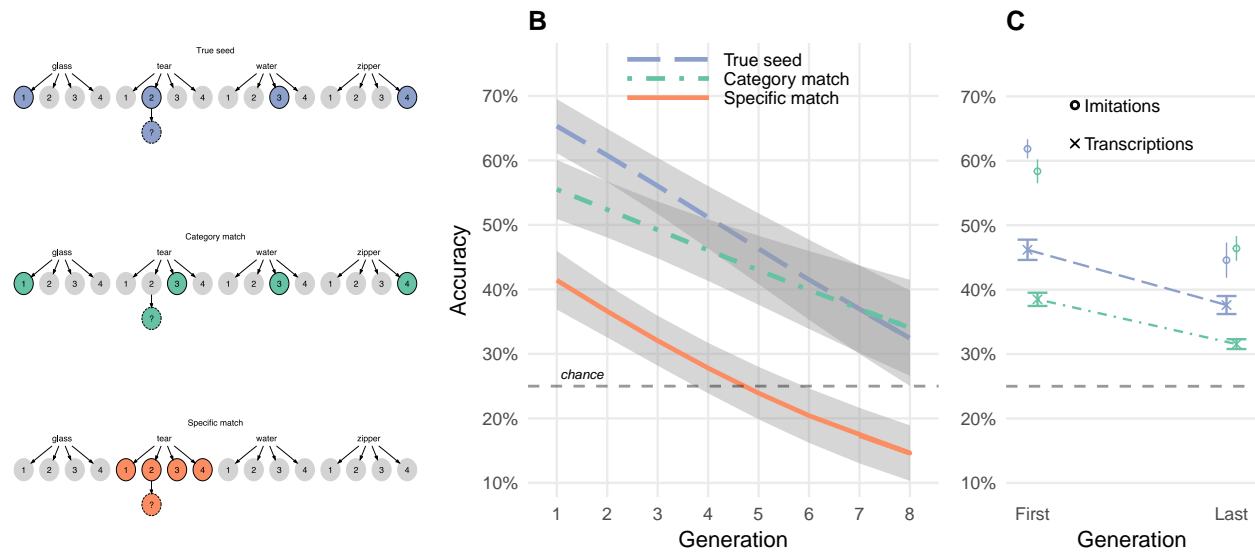 True seed
glass tear water zipper
1 2 3 4 1 2 3 4 1 2 3 4 1 2 3 4
?
Category match
glass tear water zipper
1 2 3 4 1 2 3 4 1 2 3 4 1 2 3 4
?
Specific match
glass tear water zipper
1 2 3 4 1 2 3 4 1 2 3 4 1 2 3 4
?
B
True seed
Category match
Specific match
Accuracy
70%
60%
50%
40%
30%
20%
10%
chance
1 2 3 4 5 6 7 8
Generation
C
Imitations
Transcriptions
70%
60%
50%
40%
30%
20%
10%
First Last
Generation